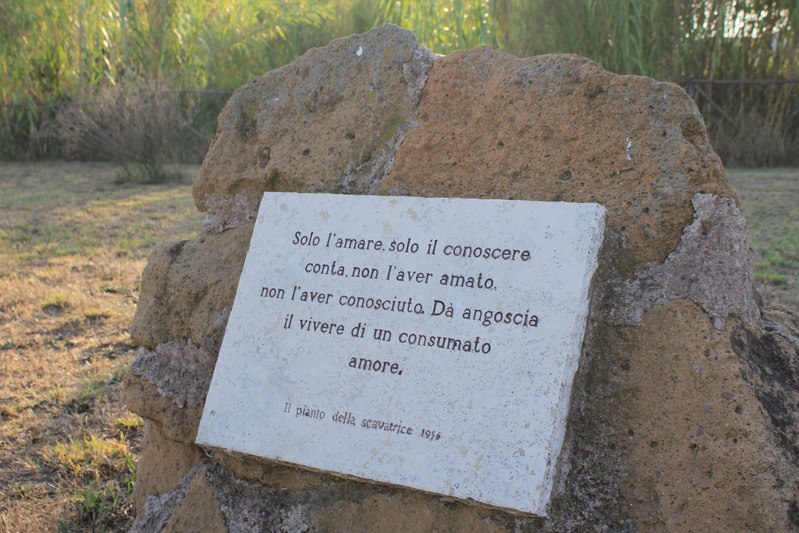 Solo l'amare, solo il conoscere
conta, non l'aver amato,
non l'aver conosciuto. Dà angoscia
il vivere di un consumato
amore.
Il pianto della scavatrice 1956